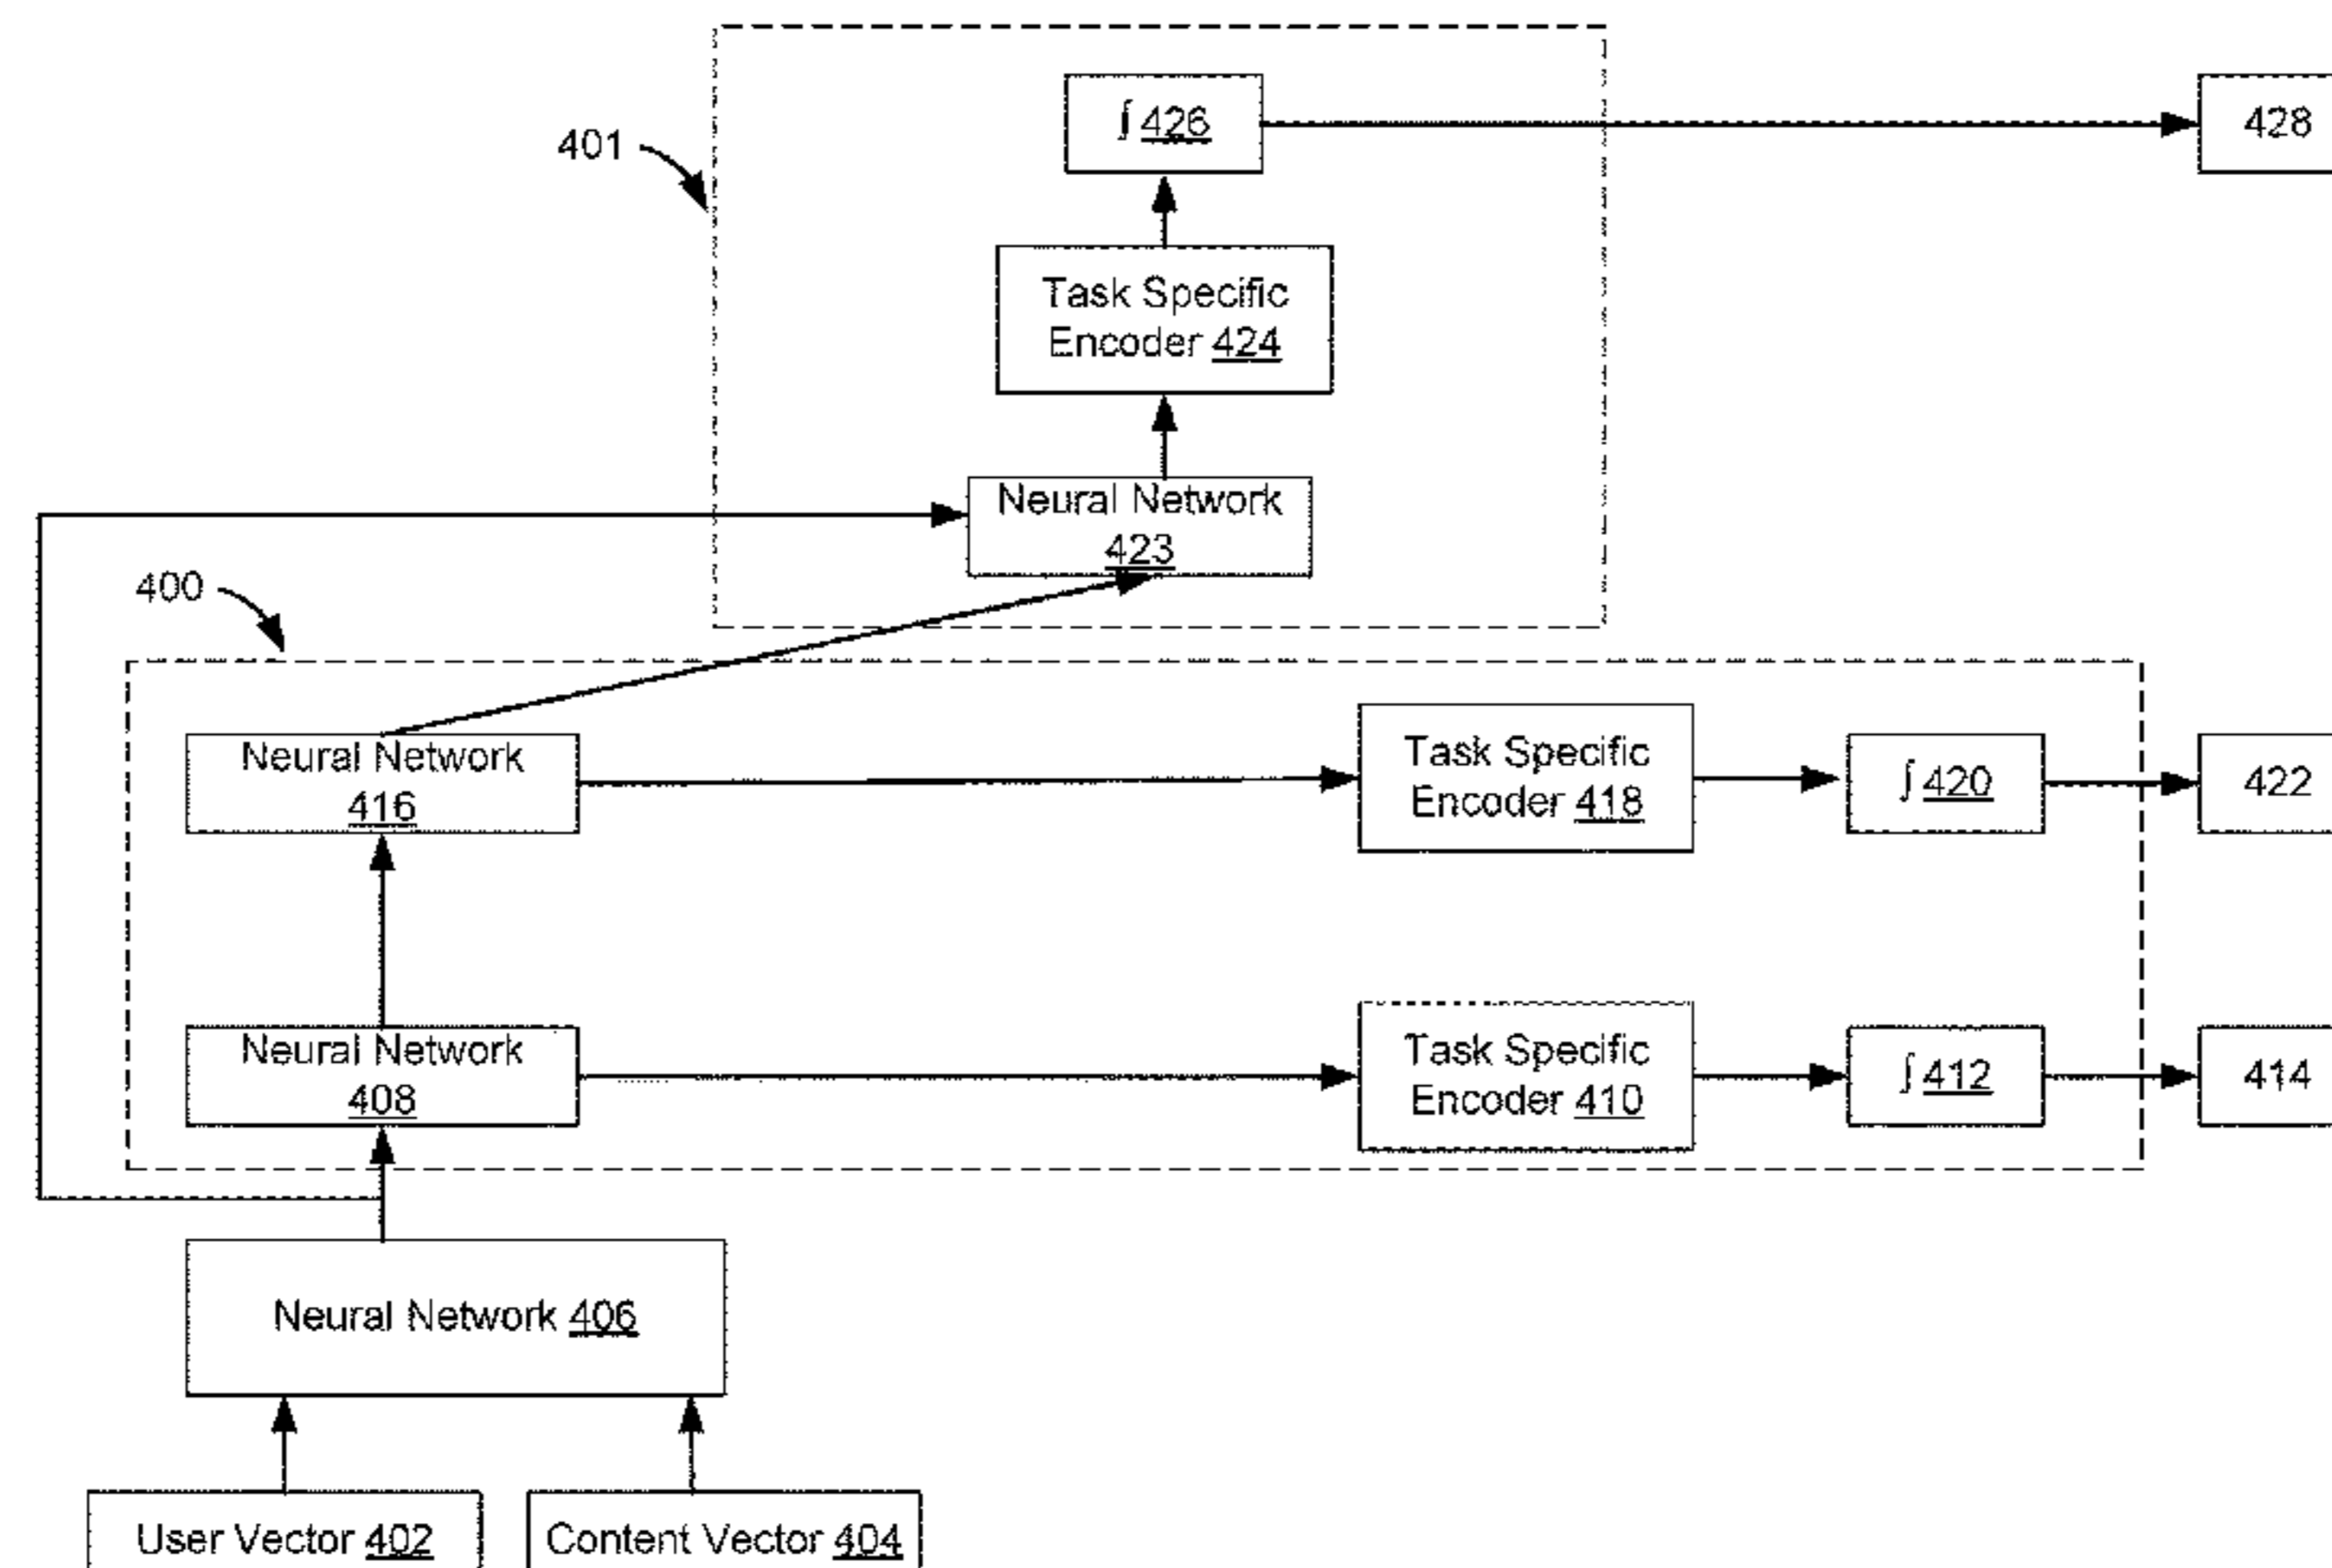 ∫ 426
428
401
Task Specific
Encoder 424
Neural Network
423
400
Neural Network
416
Task Specific
Encoder 418
∫ 420
422
Neural Network
408
Task Specific
Encoder 410
∫ 412
414
Neural Network 406
User Vector 402
Content Vector 404